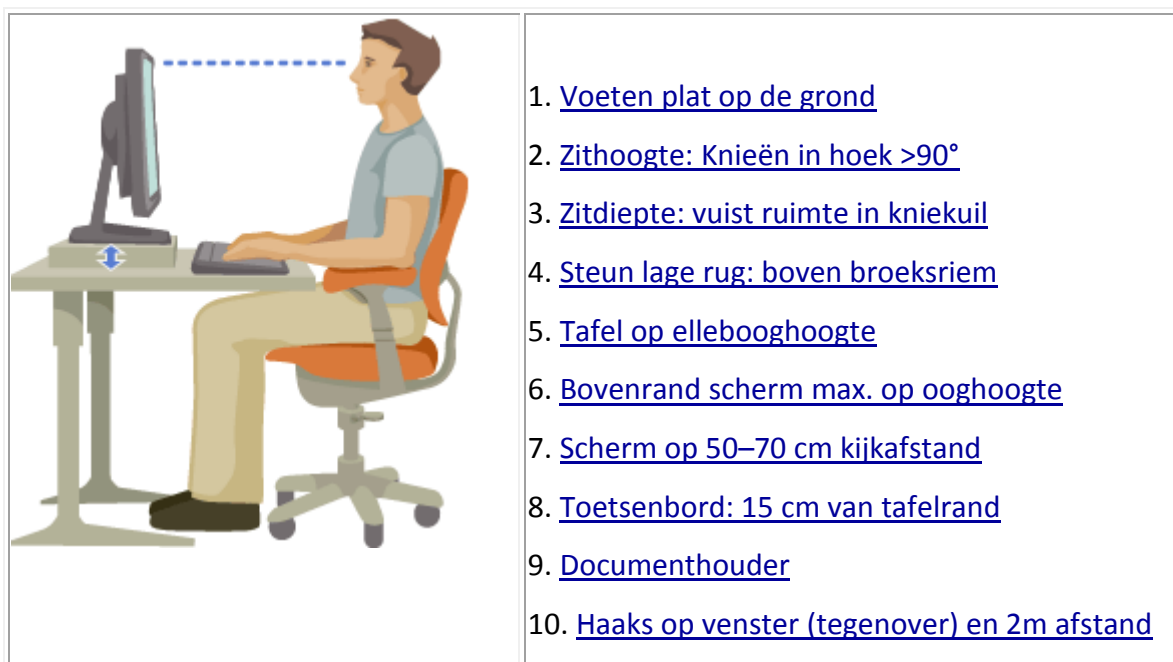 1. Voeten plat op de grond
2. Zithoogte: Knieën in hoek >90°
3. Zitdiepte: vuist ruimte in kniekuil
4. Steun lage rug: boven broeksriem
5. Tafel op ellebooghoogte
6. Bovenrand scherm max. op ooghoogte
7. Scherm op 50–70 cm kijkafstand
8. Toetsenbord: 15 cm van tafelrand
9. Documenthouder
10. Haaks op venster (tegenover) en 2m afstand